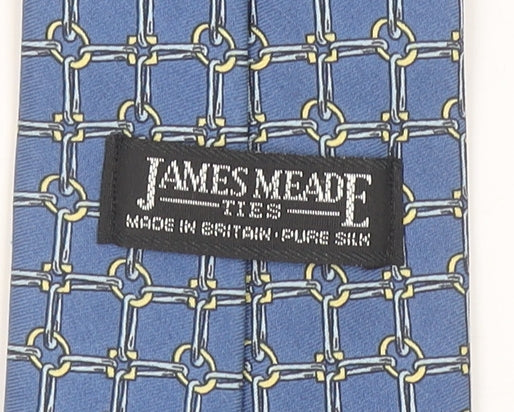 JAMES MEADE
TIES
MADE IN BRITAIN · PURE SILK